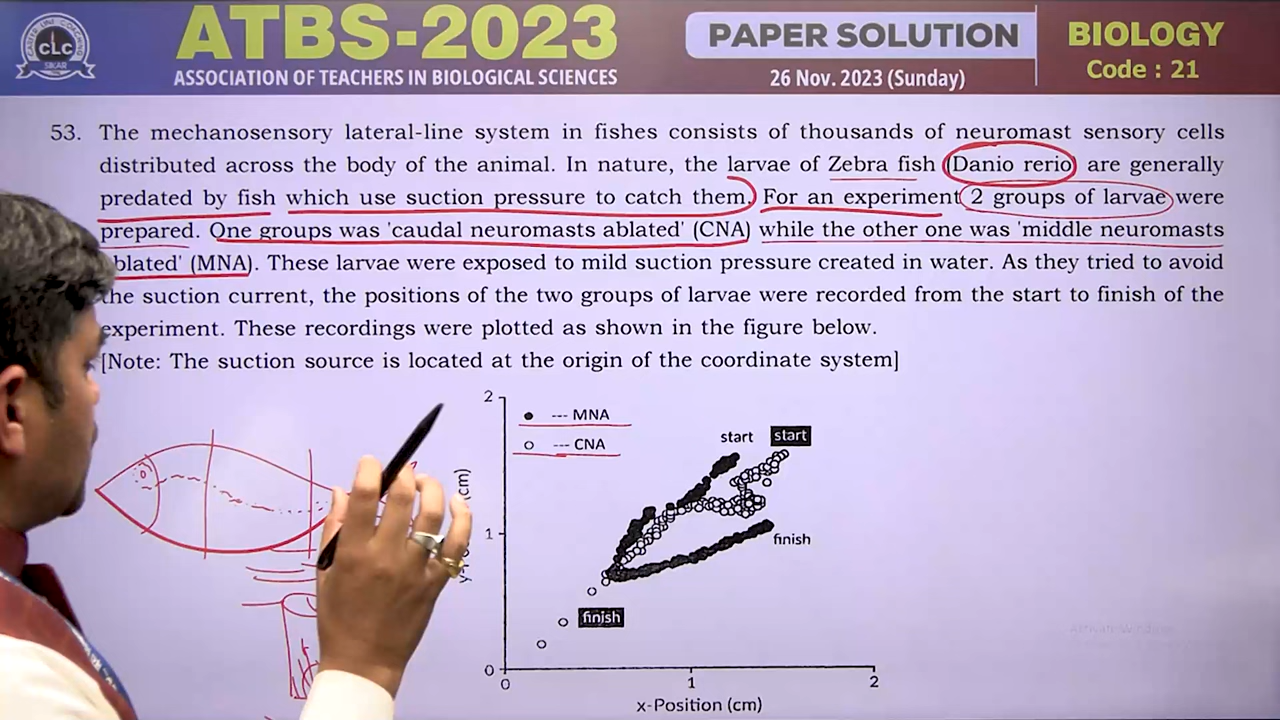 CLC
SIKAR
ATBS-2023
ASSOCIATION OF TEACHERS IN BIOLOGICAL SCIENCES
PAPER SOLUTION
26 Nov. 2023 (Sunday)
BIOLOGY
Code : 21
53. The mechanosensory lateral-line system in fishes consists of thousands of neuromast sensory cells
distributed across the body of the animal. In nature, the larvae of Zebra fish (Danio rerio) are generally
predated by fish which use suction pressure to catch them. For an experiment 2 groups of larvae were
prepared. One groups was 'caudal neuromasts ablated' (CNA) while the other one was 'middle neuromasts
blated' (MNA). These larvae were exposed to mild suction pressure created in water. As they tried to avoid
the suction current, the positions of the two groups of larvae were recorded from the start to finish of the
experiment. These recordings were plotted as shown in the figure below.
[Note: The suction source is located at the origin of the coordinate system]
2
--- MNA
--- CNA
start
start
(cm)
1
finish
finish
0
0
1
2
x-Position (cm)